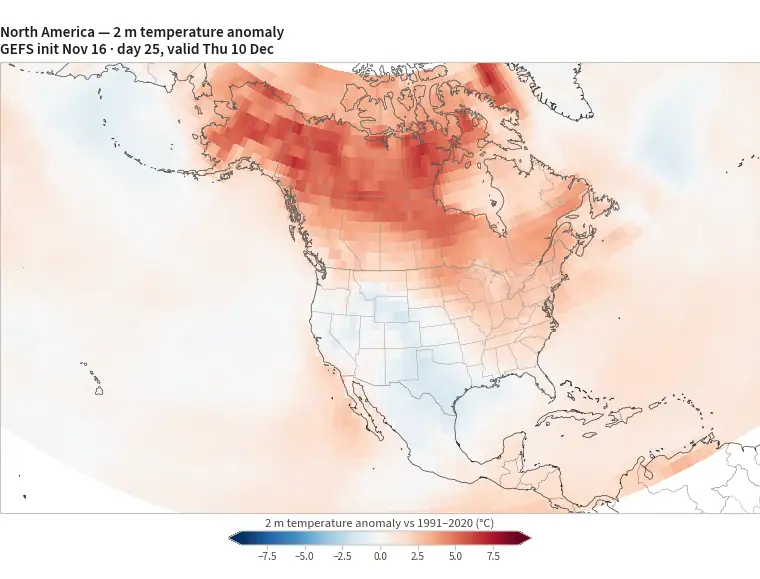 North America — 2 m temperature anomaly
GEFS init Nov 16 · day 25, valid Thu 10 Dec
2 m temperature anomaly vs 1991–2020 (°C)
−7.5 −5.0 −2.5 0.0 2.5 5.0 7.5